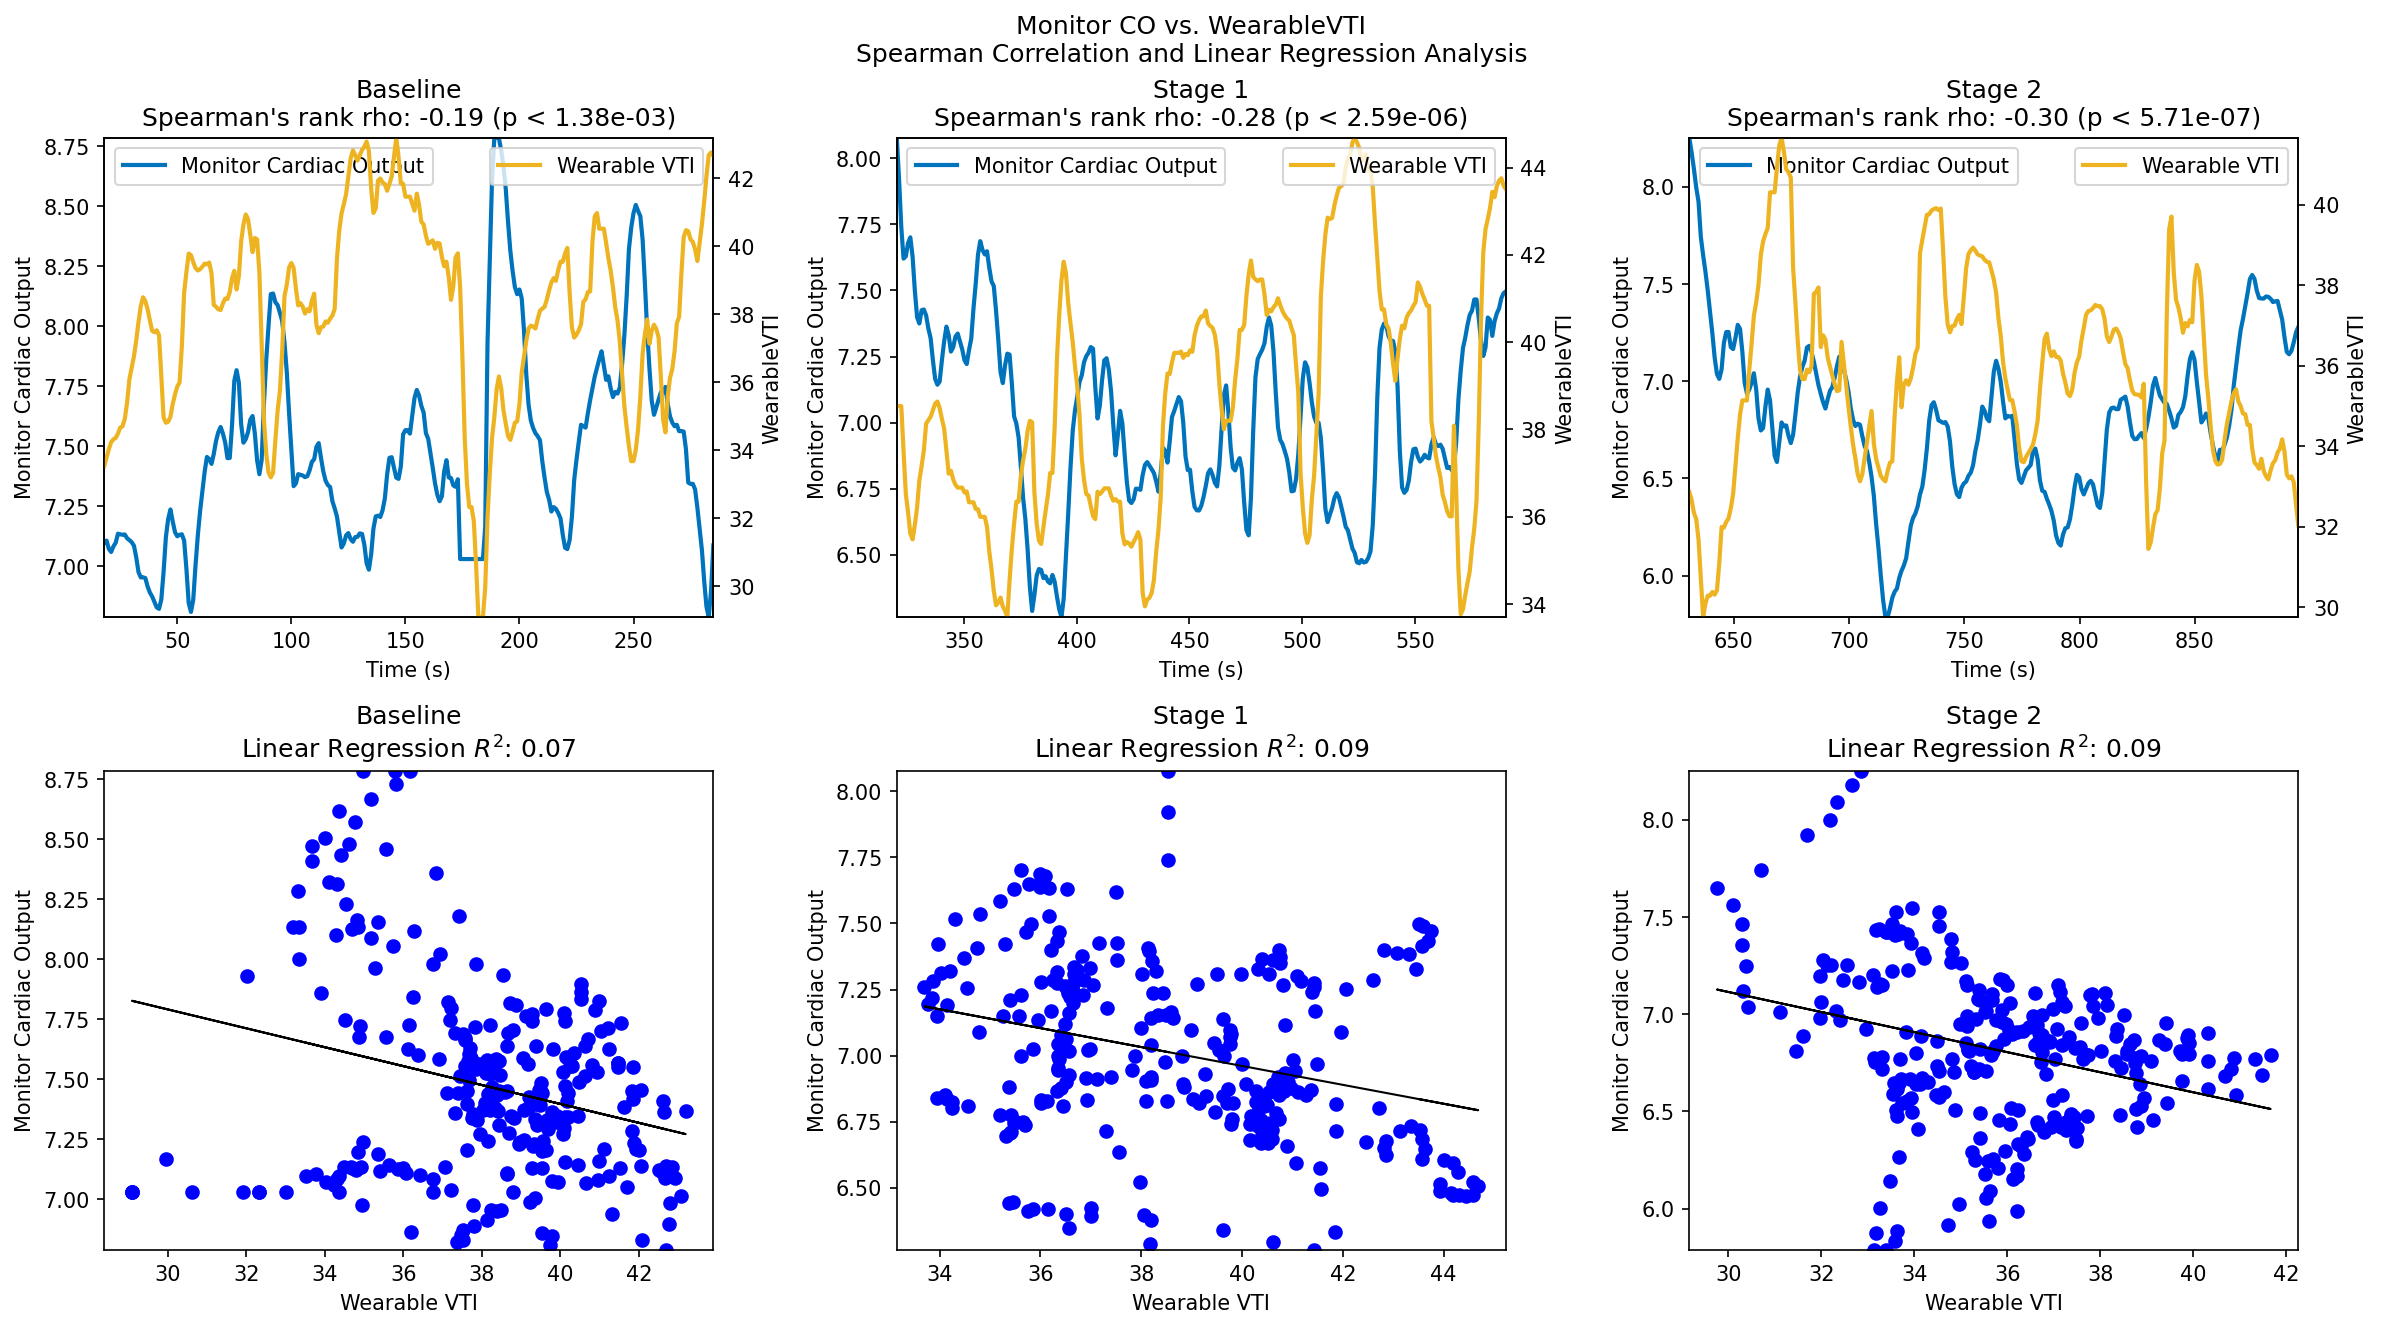 Monitor CO vs. WearableVTI
Spearman Correlation and Linear Regression Analysis
Baseline
Spearman's rank rho: -0.19 (p < 1.38e-03)
Monitor Cardiac Output
Wearable VTI
8.75
8.50
8.25
8.00
7.75
7.50
7.25
7.00
Monitor Cardiac Output
42
40
38
36
34
32
30
WearableVTI
50 100 150 200 250
Time (s)
Stage 1
Spearman's rank rho: -0.28 (p < 2.59e-06)
Monitor Cardiac Output
Wearable VTI
8.00
7.75
7.50
7.25
7.00
6.75
6.50
Monitor Cardiac Output
44
42
40
38
36
34
WearableVTI
350 400 450 500 550
Time (s)
Stage 2
Spearman's rank rho: -0.30 (p < 5.71e-07)
Monitor Cardiac Output
Wearable VTI
8.0
7.5
7.0
6.5
6.0
Monitor Cardiac Output
40
38
36
34
32
30
WearableVTI
650 700 750 800 850
Time (s)
Baseline
Linear Regression R²: 0.07
8.75
8.50
8.25
8.00
7.75
7.50
7.25
7.00
Monitor Cardiac Output
30 32 34 36 38 40 42
Wearable VTI
Stage 1
Linear Regression R²: 0.09
8.00
7.75
7.50
7.25
7.00
6.75
6.50
Monitor Cardiac Output
34 36 38 40 42 44
Wearable VTI
Stage 2
Linear Regression R²: 0.09
8.0
7.5
7.0
6.5
6.0
Monitor Cardiac Output
30 32 34 36 38 40 42
Wearable VTI